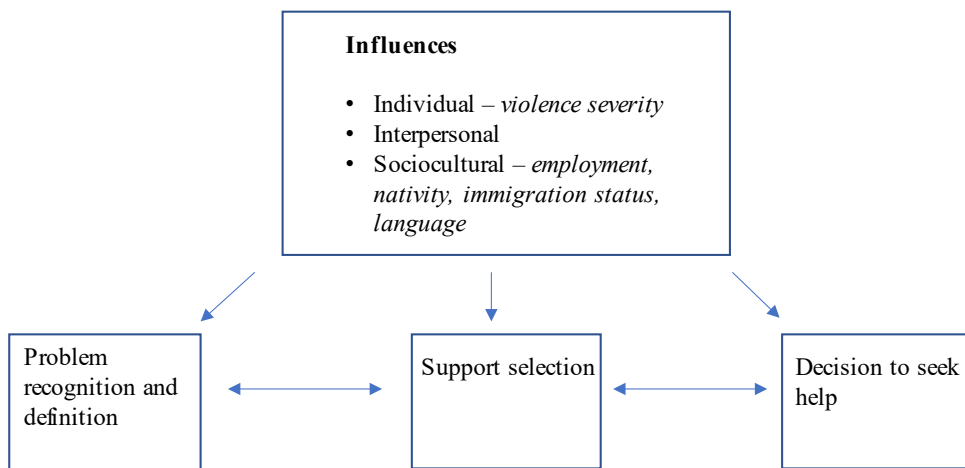 Influences
• Individual – violence severity
• Interpersonal
• Sociocultural – employment,
nativity, immigration status,
language
Problem
recognition and
definition
Support selection
Decision to seek
help